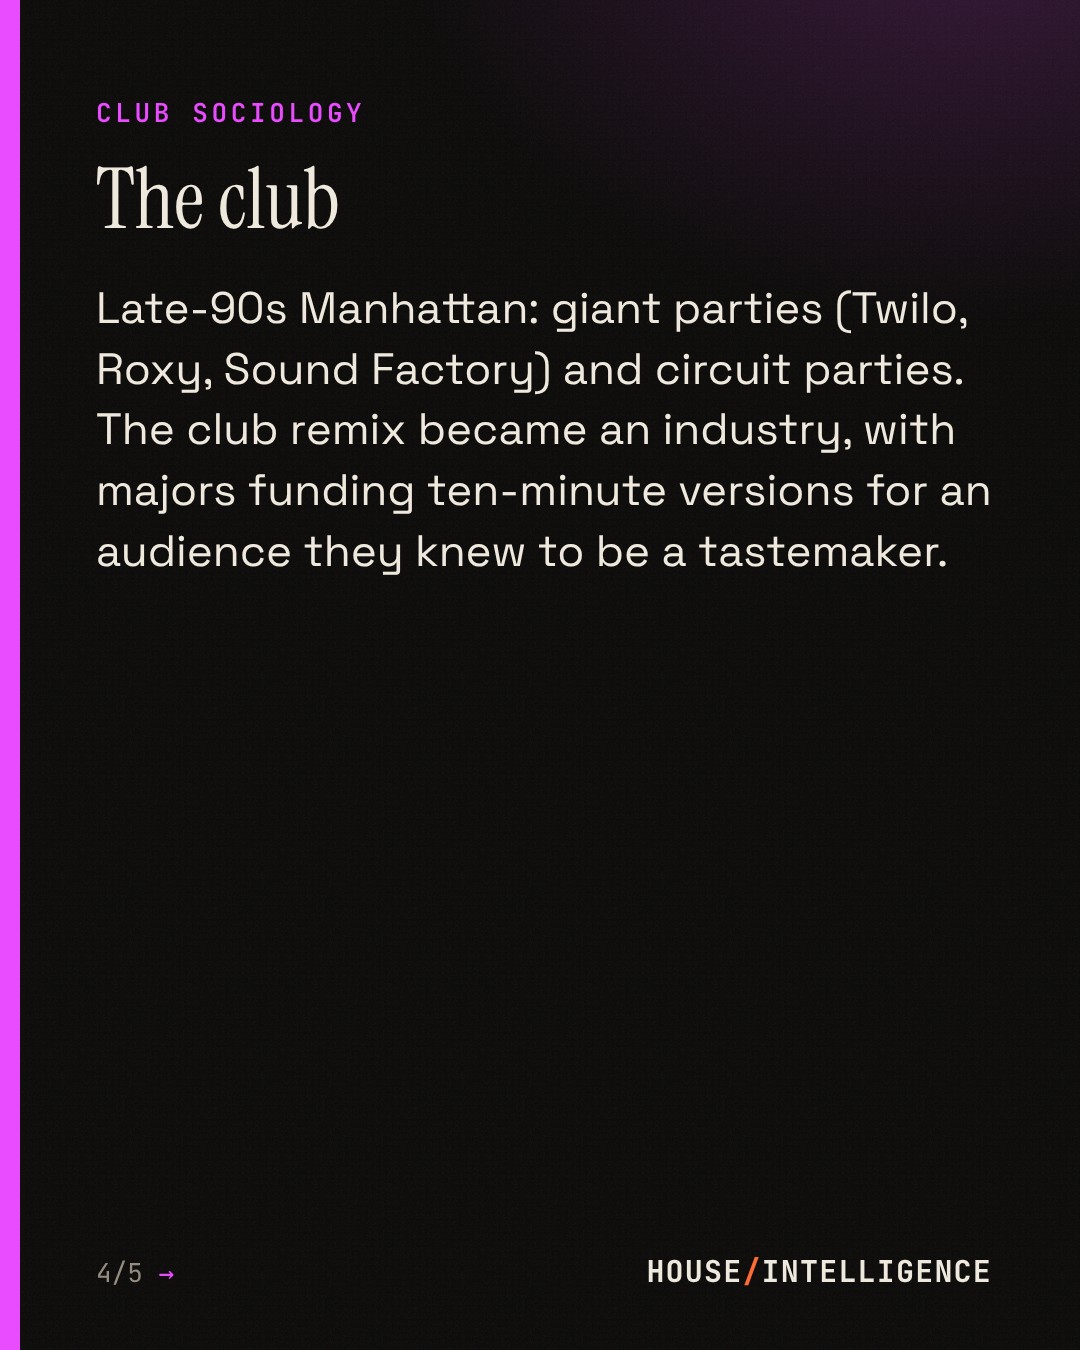 CLUB SOCIOLOGY
The club
Late-90s Manhattan: giant parties (Twilo,
Roxy, Sound Factory) and circuit parties.
The club remix became an industry, with
majors funding ten-minute versions for an
audience they knew to be a tastemaker.
4/5 →
HOUSE/INTELLIGENCE